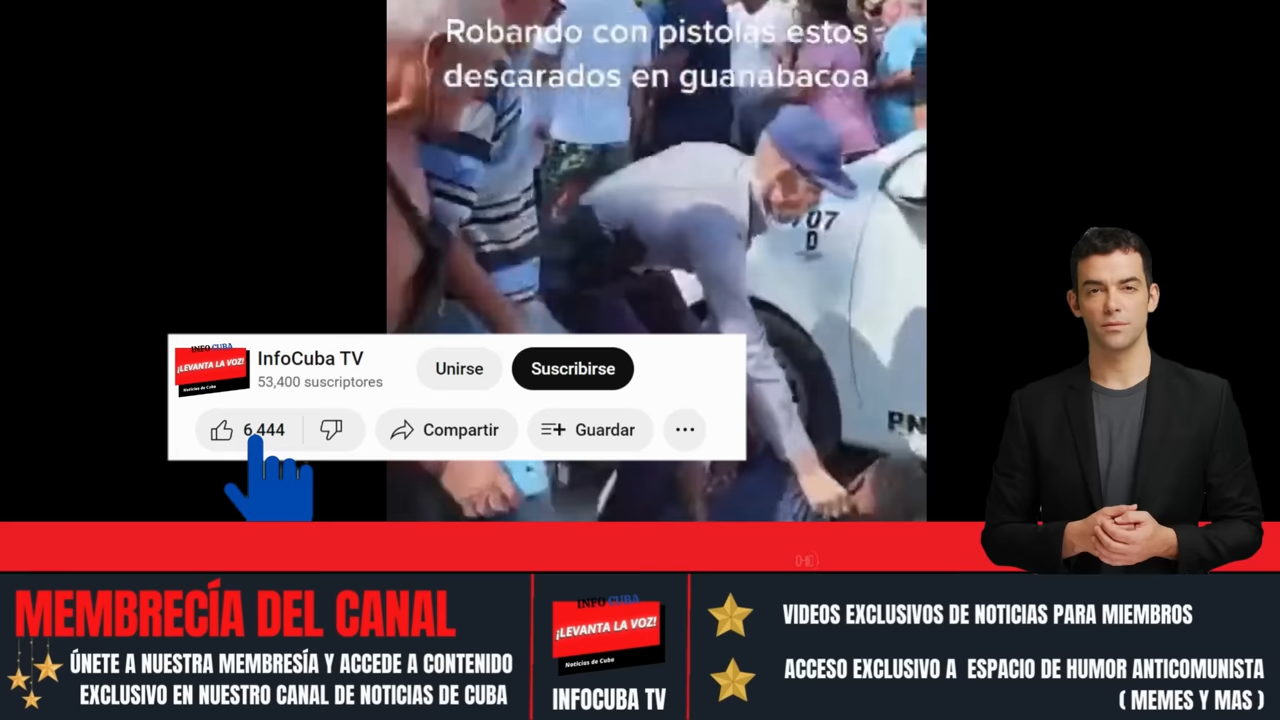 Robando con pistolas estos
descarados en guanabacoa
707
D
PN
INFO CUBA
¡LEVANTA LA VOZ!
Noticias de Cuba
InfoCuba TV
53,400 suscriptores
Unirse
Suscribirse
6,444
Compartir
Guardar
MEMBRECÍA DEL CANAL
ÚNETE A NUESTRA MEMBRESÍA Y ACCEDE A CONTENIDO
EXCLUSIVO EN NUESTRO CANAL DE NOTICIAS DE CUBA
INFO CUBA
¡LEVANTA LA VOZ!
Noticias de Cuba
INFOCUBA TV
VIDEOS EXCLUSIVOS DE NOTICIAS PARA MIEMBROS
ACCESO EXCLUSIVO A ESPACIO DE HUMOR ANTICOMUNISTA
( MEMES Y MAS )